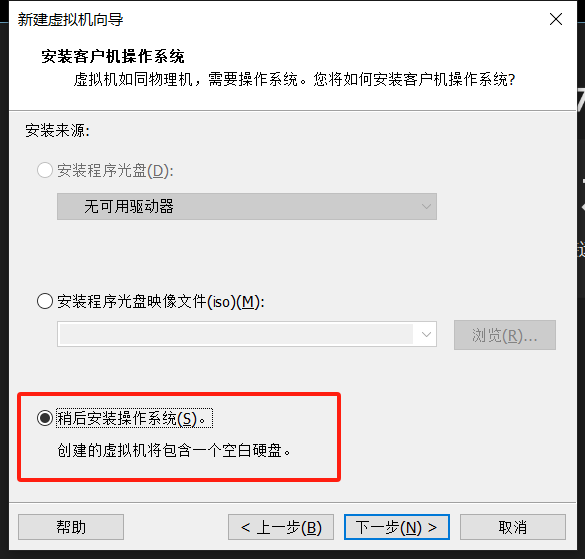 新建虚拟机向导
安装客户机操作系统
虚拟机如同物理机，需要操作系统。您将如何安装客户机操作系统?
安装来源:
安装程序光盘(D):
无可用驱动器
安装程序光盘映像文件(iso)(M):
浏览(R)...
稍后安装操作系统(S)。
创建的虚拟机将包含一个空白硬盘。
帮助
< 上一步(B)
下一步(N) >
取消